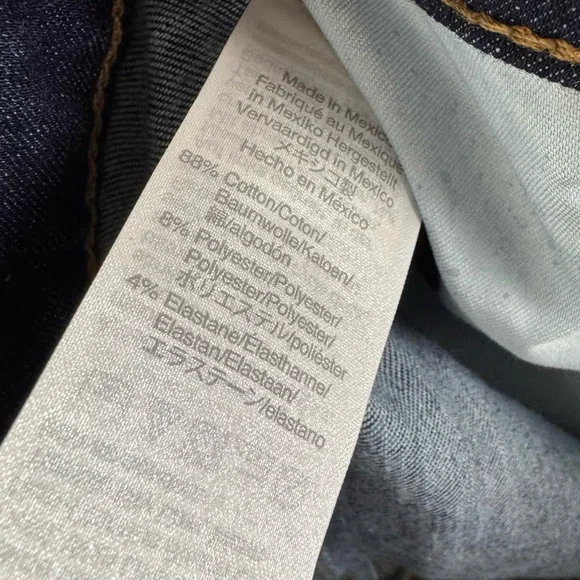 Made in Mexico
Fabriqué au Mexique
in Mexiko Hergestellt
Vervaardigd in Mexico
メキシコ製
Hecho en México
88% Cotton/Coton/
Baumwolle/Katoen/
綿/algodón
8% Polyester/Polyester/
Polyester/Polyester/
ポリエステル/poliéster
4% Elastane/Elasthanne/
Elastan/Elastaan/
エラステーン/elastano